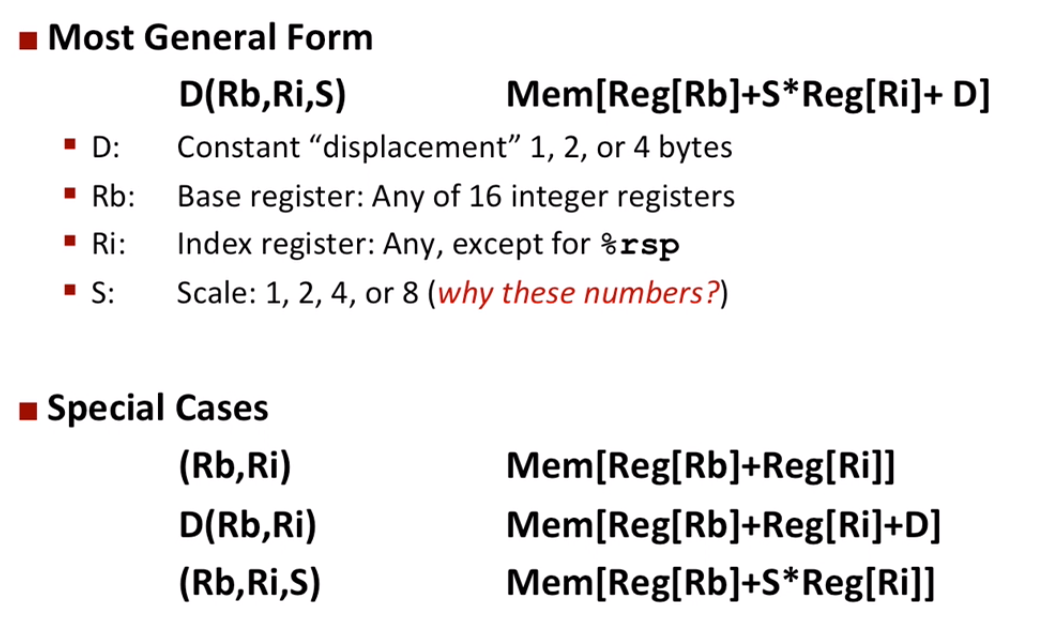 Most General Form
D(Rb,Ri,S) Mem[Reg[Rb]+S*Reg[Ri]+ D]
D: Constant “displacement” 1, 2, or 4 bytes
Rb: Base register: Any of 16 integer registers
Ri: Index register: Any, except for %rsp
S: Scale: 1, 2, 4, or 8 (why these numbers?)
Special Cases
(Rb,Ri) Mem[Reg[Rb]+Reg[Ri]]
D(Rb,Ri) Mem[Reg[Rb]+Reg[Ri]+D]
(Rb,Ri,S) Mem[Reg[Rb]+S*Reg[Ri]]